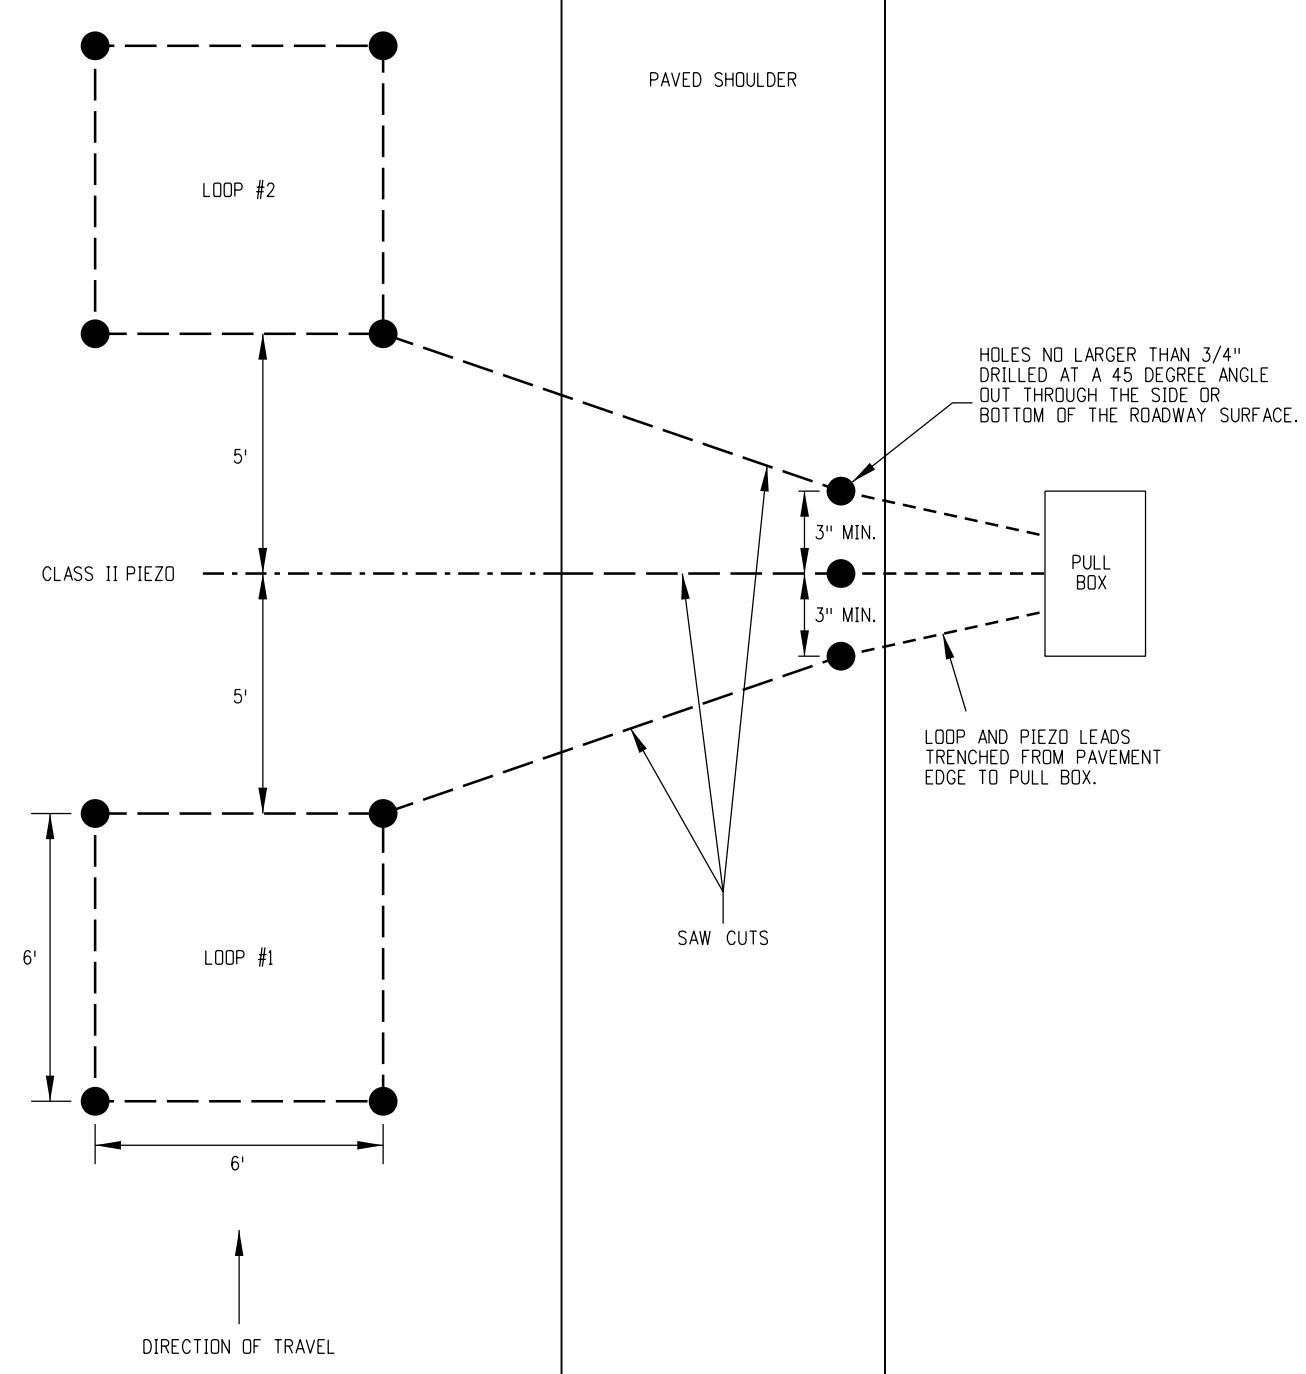 PAVED SHOULDER
LOOP #2
HOLES NO LARGER THAN 3/4"
DRILLED AT A 45 DEGREE ANGLE
OUT THROUGH THE SIDE OR
BOTTOM OF THE ROADWAY SURFACE.
5'
3" MIN.
CLASS II PIEZO
PULL
BOX
3" MIN.
5'
LOOP AND PIEZO LEADS
TRENCHED FROM PAVEMENT
EDGE TO PULL BOX.
SAW CUTS
6'
LOOP #1
6'
DIRECTION OF TRAVEL